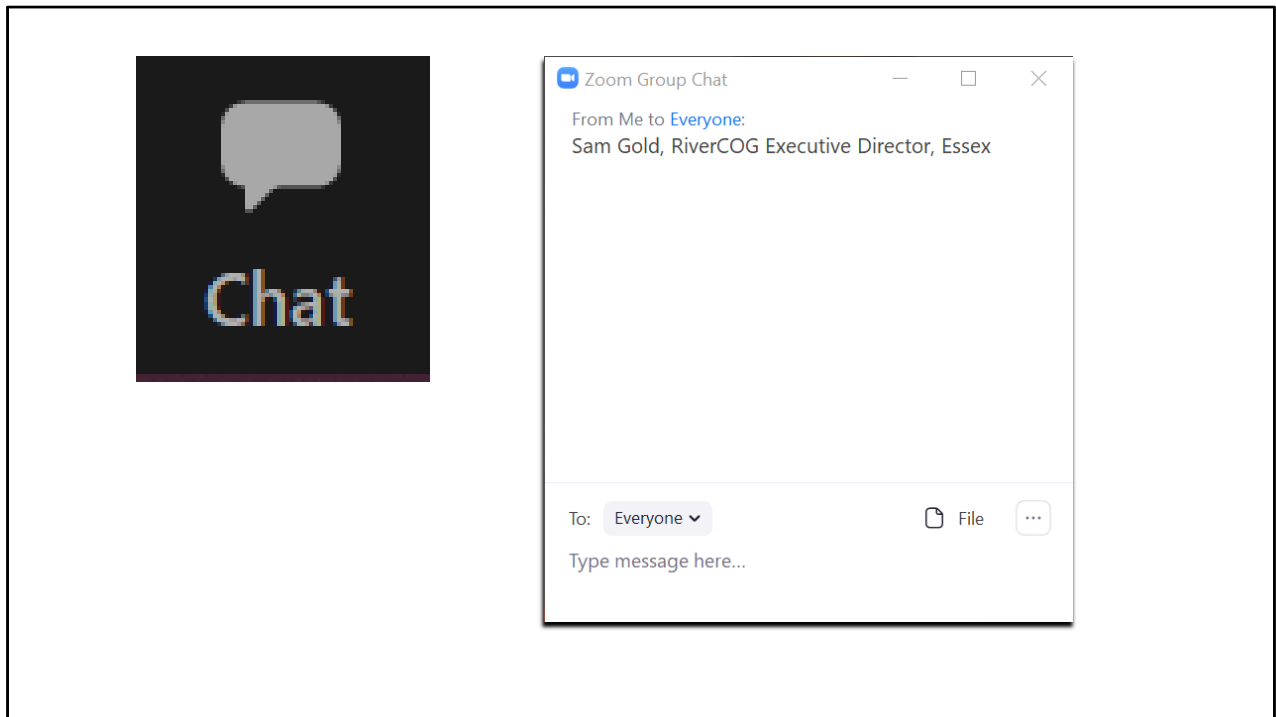 Chat
Zoom Group Chat
From Me to Everyone:
Sam Gold, RiverCOG Executive Director, Essex
To: Everyone File ...
Type message here...